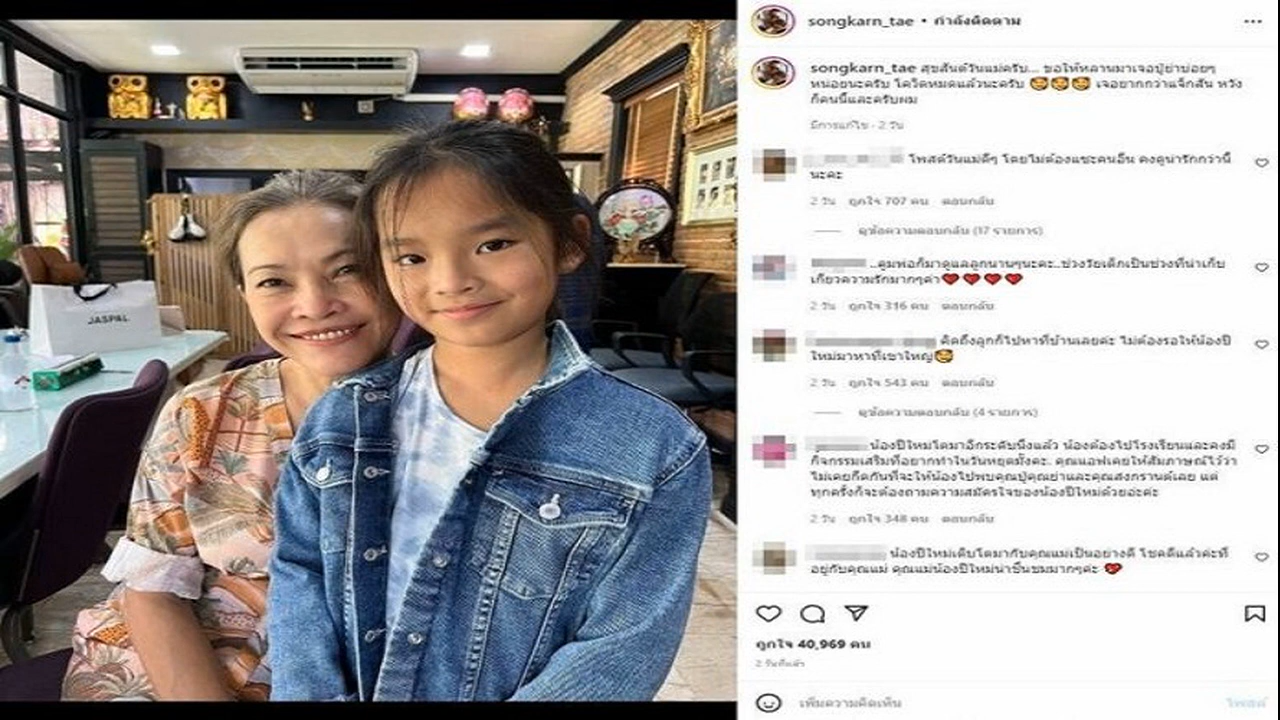 JASPAL
songkarn_tae • กำลังติดตาม
songkarn_tae สุขสันต์วันแม่ครับ... ขอให้หลานมาเจอปู่ย่าบ่อยๆ
หน่อยนะครับ โควิดหมดแล้วนะครับ 🥰🥰🥰 เจอยากกว่าแจ็กสัน หวัง
ก็คนนี้และครับผม
มีการแก้ไข · 2 วัน
โพสต์วันแม่ดีๆ โดยไม่ต้องแซะคนอื่น คงดูน่ารักกว่านี้
นะคะ
2 วัน ถูกใจ 707 คน ตอบกลับ
ดูข้อความตอบกลับ (17 รายการ)
..คุณพ่อก็มาดูแลลูกนานๆนะคะ..ช่วงวัยเด็กเป็นช่วงที่น่าเก็บ
เกี่ยวความรักมากๆค่า❤❤❤❤
2 วัน ถูกใจ 316 คน ตอบกลับ
คิดถึงลูกก็ไปหาที่บ้านเลยค่ะ ไม่ต้องรอให้น้องปี
ใหม่มาหาที่เขาใหญ่🥰
2 วัน ถูกใจ 543 คน ตอบกลับ
ดูข้อความตอบกลับ (4 รายการ)
น้องปีใหม่โตมาอีกระดับนึงแล้ว น้องต้องไปโรงเรียนและคงมี
กิจกรรมเสริมที่อยากทำในวันหยุดมั้งคะ.. คุณแอฟเคยให้สัมภาษณ์ไว้ว่า
ไม่เคยกีดกันที่จะให้น้องไปพบคุณปู่คุณย่าและคุณสงกรานต์เลย แต่
ทุกครั้งก็จะต้องถามความสมัครใจของน้องปีใหม่ด้วยอ่ะค่ะ
2 วัน ถูกใจ 348 คน ตอบกลับ
น้องปีใหม่เติบโตมากับคุณแม่เป็นอย่างดี โชคดีแล้วค่ะที่
อยู่กับคุณแม่ คุณแม่น้องปีใหม่น่าชื่นชมมากๆค่ะ ❤
ถูกใจ 40,969 คน
2 วันที่แล้ว
เพิ่มความคิดเห็น
โพสต์